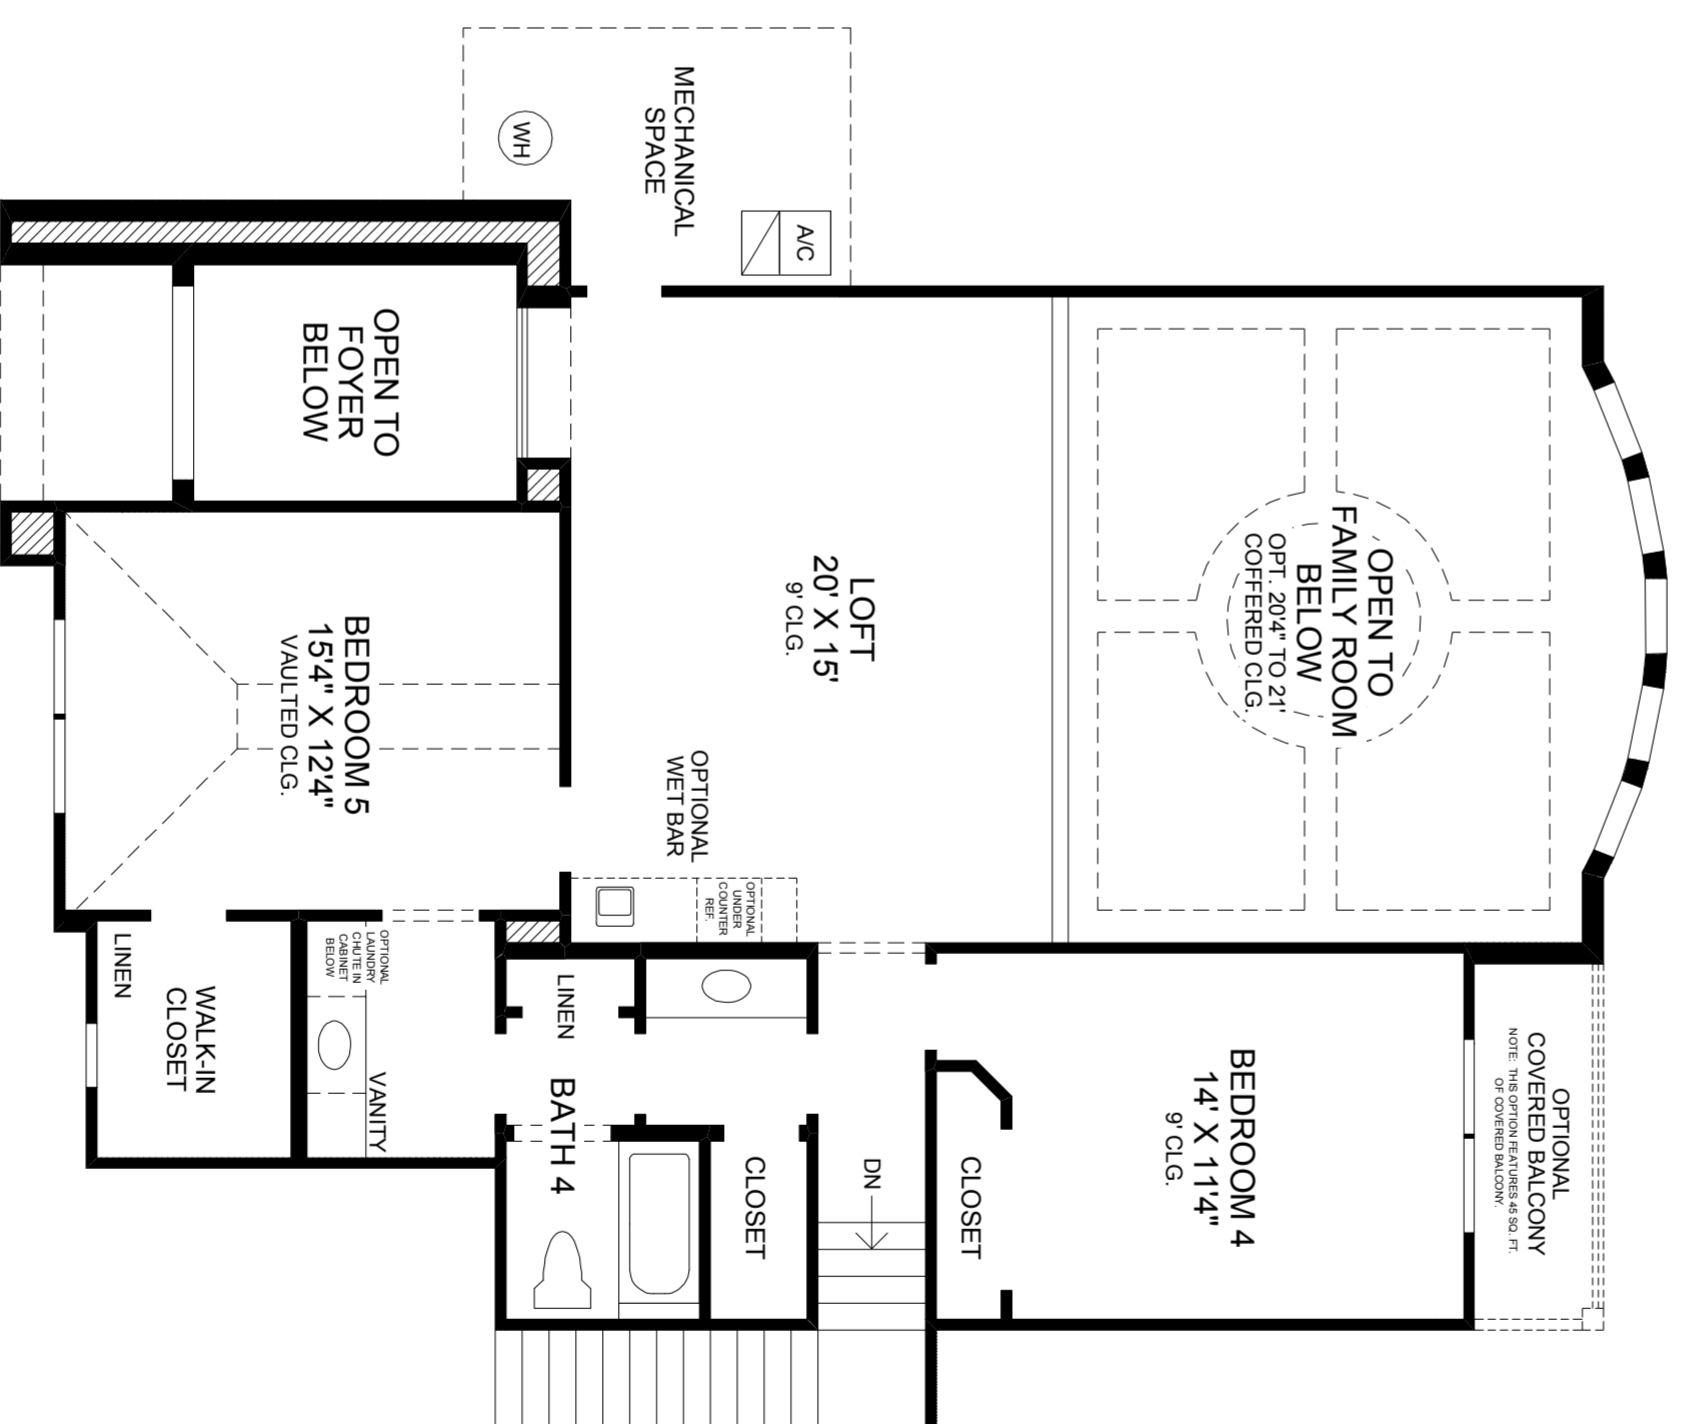 MECHANICAL
SPACE
WH
A/C
OPEN TO
FOYER
BELOW
LOFT
20' X 15'
9' CLG.
OPEN TO
FAMILY ROOM
BELOW
OPT. 20'4" TO 21'
COFFERED CLG.
BEDROOM 5
15'4" X 12'4"
VAULTED CLG.
OPTIONAL
WET BAR
OPTIONAL
UNDER
COUNTER
REF.
LINEN
WALK-IN
CLOSET
OPTIONAL
LAUNDRY
CHUTE IN
CABINET
BELOW
VANITY
LINEN
BATH 4
CLOSET
DN
CLOSET
BEDROOM 4
14' X 11'4"
9' CLG.
OPTIONAL
COVERED BALCONY
NOTE: THIS OPTION FEATURES 45 SQ. FT.
OF COVERED BALCONY.